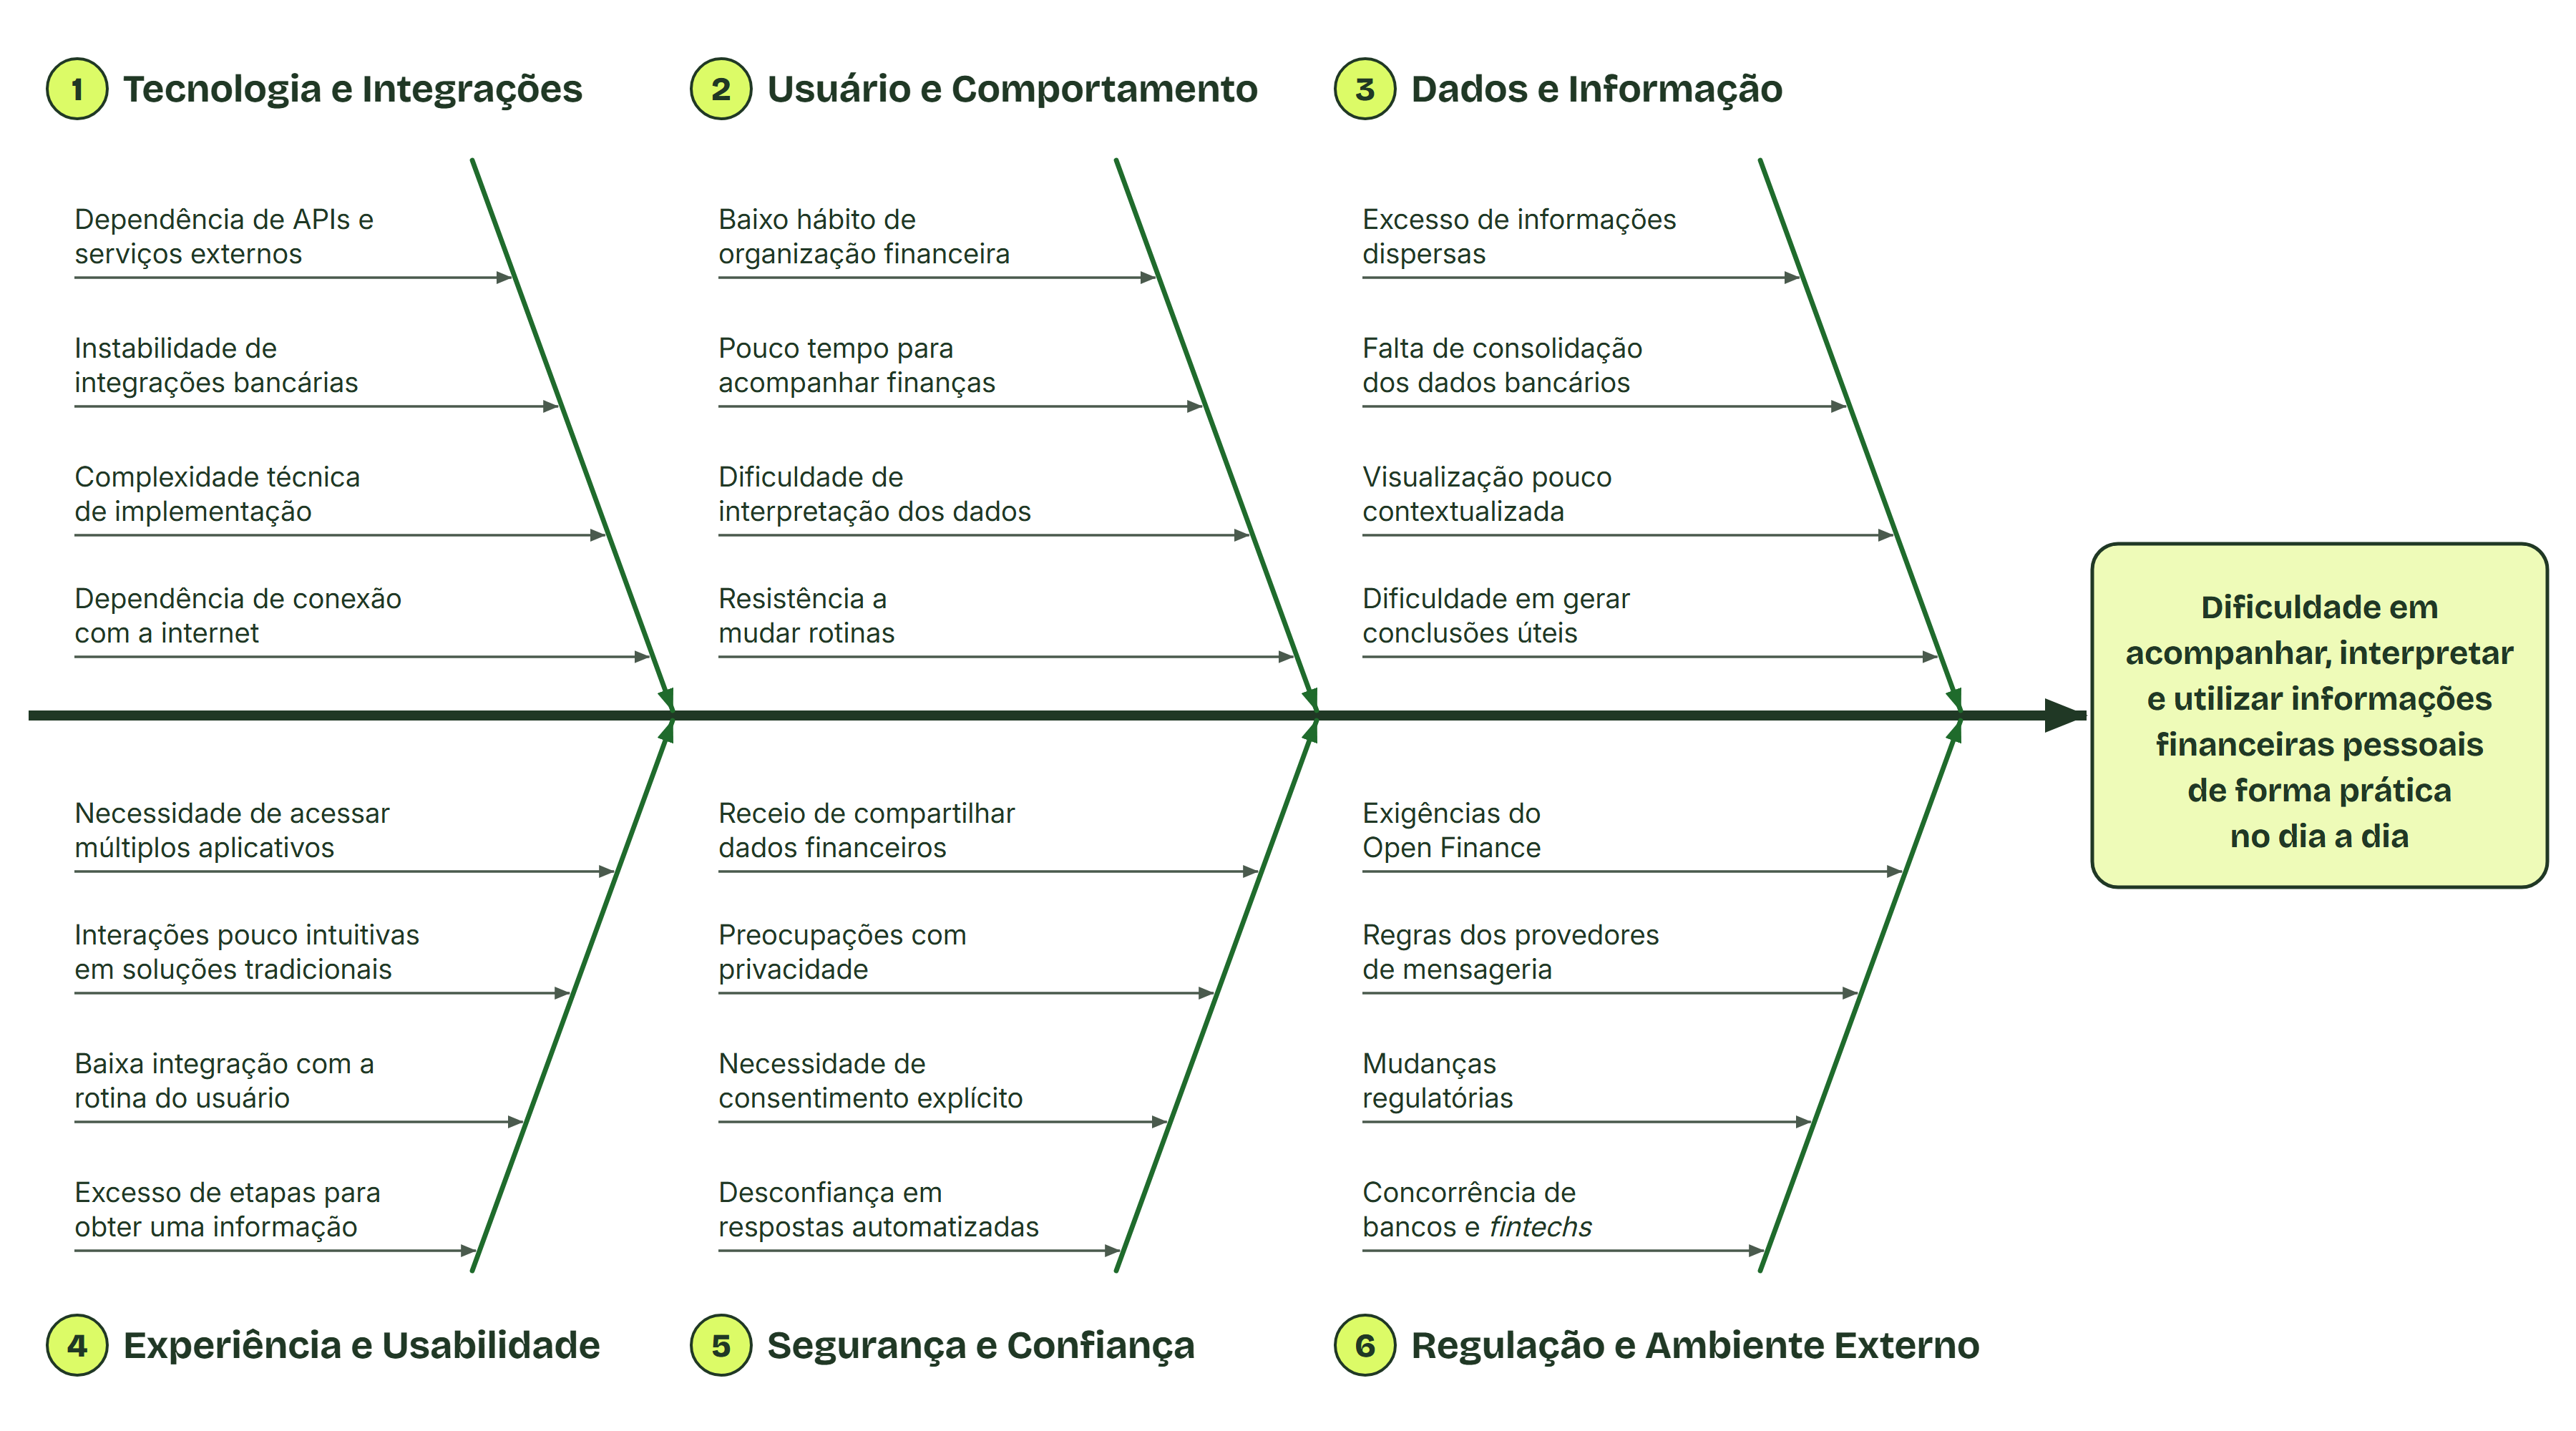 1 Tecnologia e Integrações
Dependência de APIs e
serviços externos
Instabilidade de
integrações bancárias
Complexidade técnica
de implementação
Dependência de conexão
com a internet
2 Usuário e Comportamento
Baixo hábito de
organização financeira
Pouco tempo para
acompanhar finanças
Dificuldade de
interpretação dos dados
Resistência a
mudar rotinas
3 Dados e Informação
Excesso de informações
dispersas
Falta de consolidação
dos dados bancários
Visualização pouco
contextualizada
Dificuldade em gerar
conclusões úteis
Dificuldade em
acompanhar, interpretar
e utilizar informações
financeiras pessoais
de forma prática
no dia a dia
Necessidade de acessar
múltiplos aplicativos
Interações pouco intuitivas
em soluções tradicionais
Baixa integração com a
rotina do usuário
Excesso de etapas para
obter uma informação
4 Experiência e Usabilidade
Receio de compartilhar
dados financeiros
Preocupações com
privacidade
Necessidade de
consentimento explícito
Desconfiança em
respostas automatizadas
5 Segurança e Confiança
Exigências do
Open Finance
Regras dos provedores
de mensageria
Mudanças
regulatórias
Concorrência de
bancos e fintechs
6 Regulação e Ambiente Externo